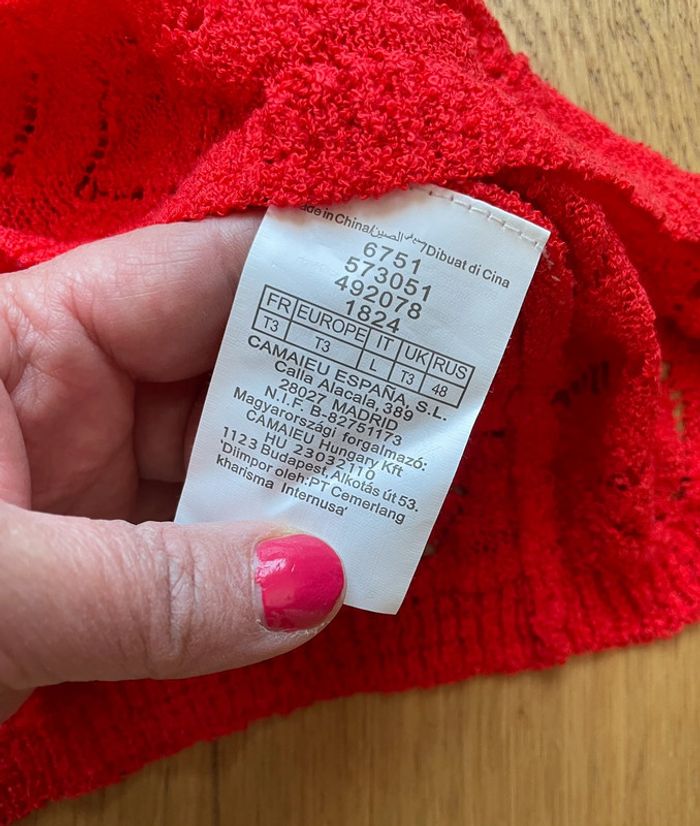 ade in China/صنع في الصين/Dibuat di Cina
6751
573051
492078
1824
FR EUROPE IT UK RUS
T3 T3 L T3 48
CAMAIEU ESPAÑA, S.L.
Calla Alacala, 389
28027 MADRID
N.I.F. B-82751173
Magyarországi forgalmazó:
CAMAIEU Hungary Kft
HU 23032110
1123 Budapest, Alkotás út 53.
'Diimpor oleh:PT Cemerlang
kharisma Internusa'